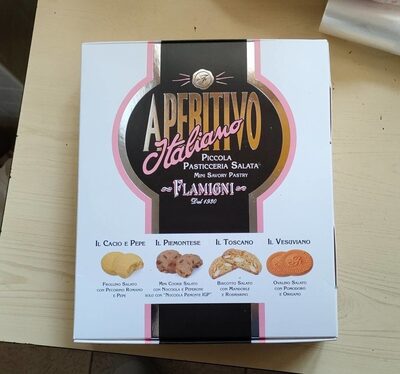 APERITIVO
Italiano
PICCOLA
PASTICCERIA SALATA
MINI SAVORY PASTRY
FLAMIGNI
Dal 1930
IL CACIO E PEPE
FROLLINO SALATO
CON PECORINO ROMANO
E PEPE
IL PIEMONTESE
MINI COOKIE SALATO
CON NOCCIOLA E PEPERONE
SOLO CON "NOCCIOLA PIEMONTE IGP"
IL TOSCANO
BISCOTTO SALATO
CON MANDORLE
E ROSMARINO
IL VESUVIANO
OVALINO SALATO
CON POMODORO
E ORIGANO